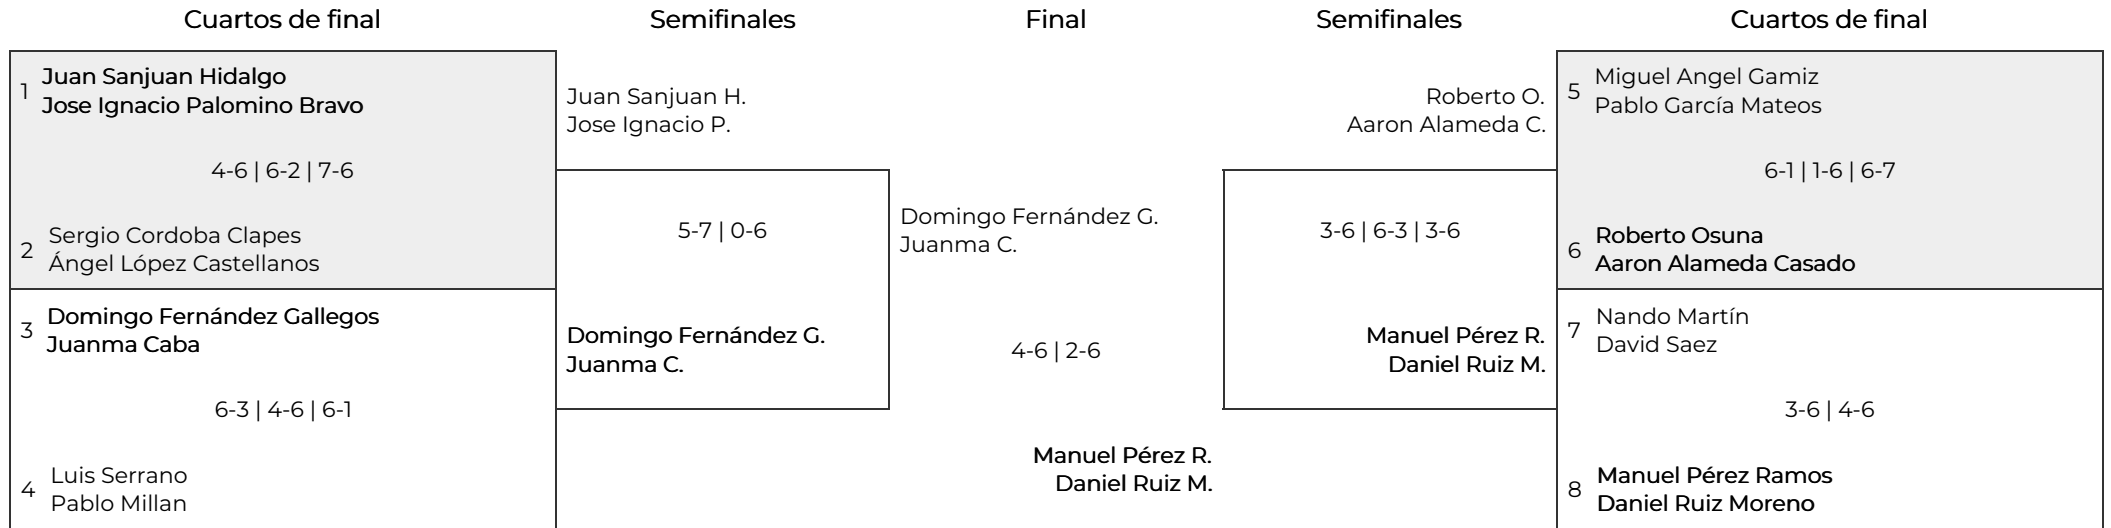 Cuartos de final
Semifinales
Final
Semifinales
Cuartos de final
1
Juan Sanjuan Hidalgo
Jose Ignacio Palomino Bravo
4-6 | 6-2 | 7-6
2
Sergio Cordoba Clapes
Ángel López Castellanos
3
Domingo Fernández Gallegos
Juanma Caba
6-3 | 4-6 | 6-1
4
Luis Serrano
Pablo Millan
Juan Sanjuan H.
Jose Ignacio P.
5-7 | 0-6
Domingo Fernández G.
Juanma C.
Domingo Fernández G.
Juanma C.
4-6 | 2-6
Manuel Pérez R.
Daniel Ruiz M.
Roberto O.
Aaron Alameda C.
3-6 | 6-3 | 3-6
Manuel Pérez R.
Daniel Ruiz M.
5
Miguel Angel Gamiz
Pablo García Mateos
6-1 | 1-6 | 6-7
6
Roberto Osuna
Aaron Alameda Casado
7
Nando Martín
David Saez
3-6 | 4-6
8
Manuel Pérez Ramos
Daniel Ruiz Moreno